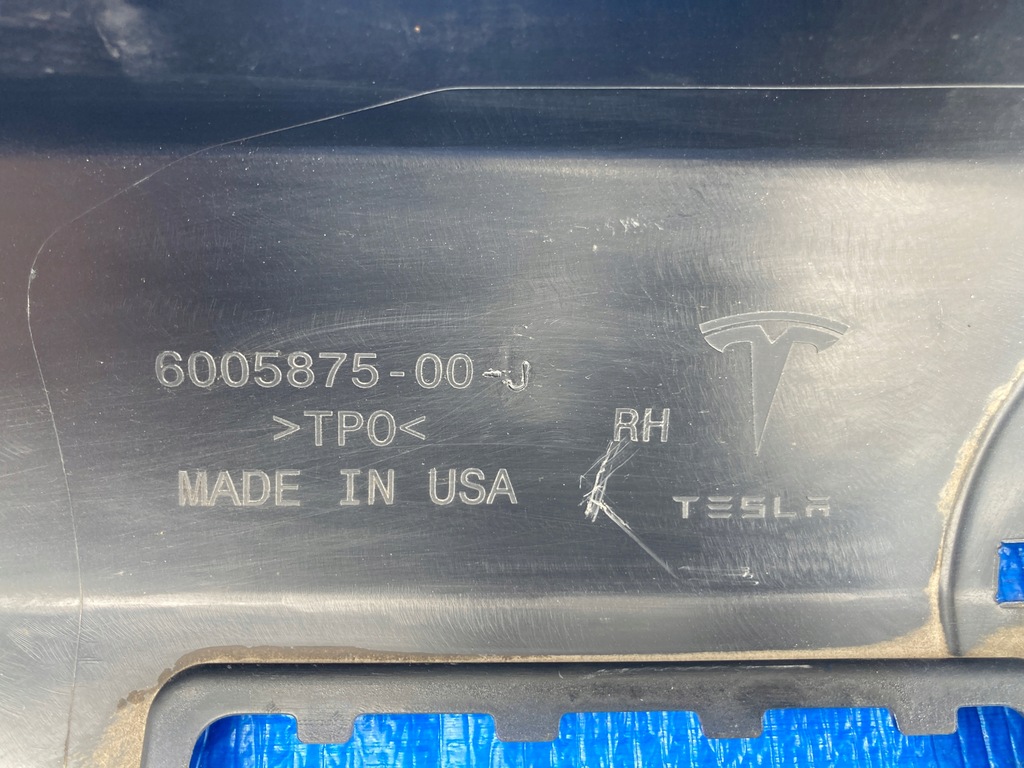 6005875-00-J
>TPO<
MADE IN USA
RH
TESLA